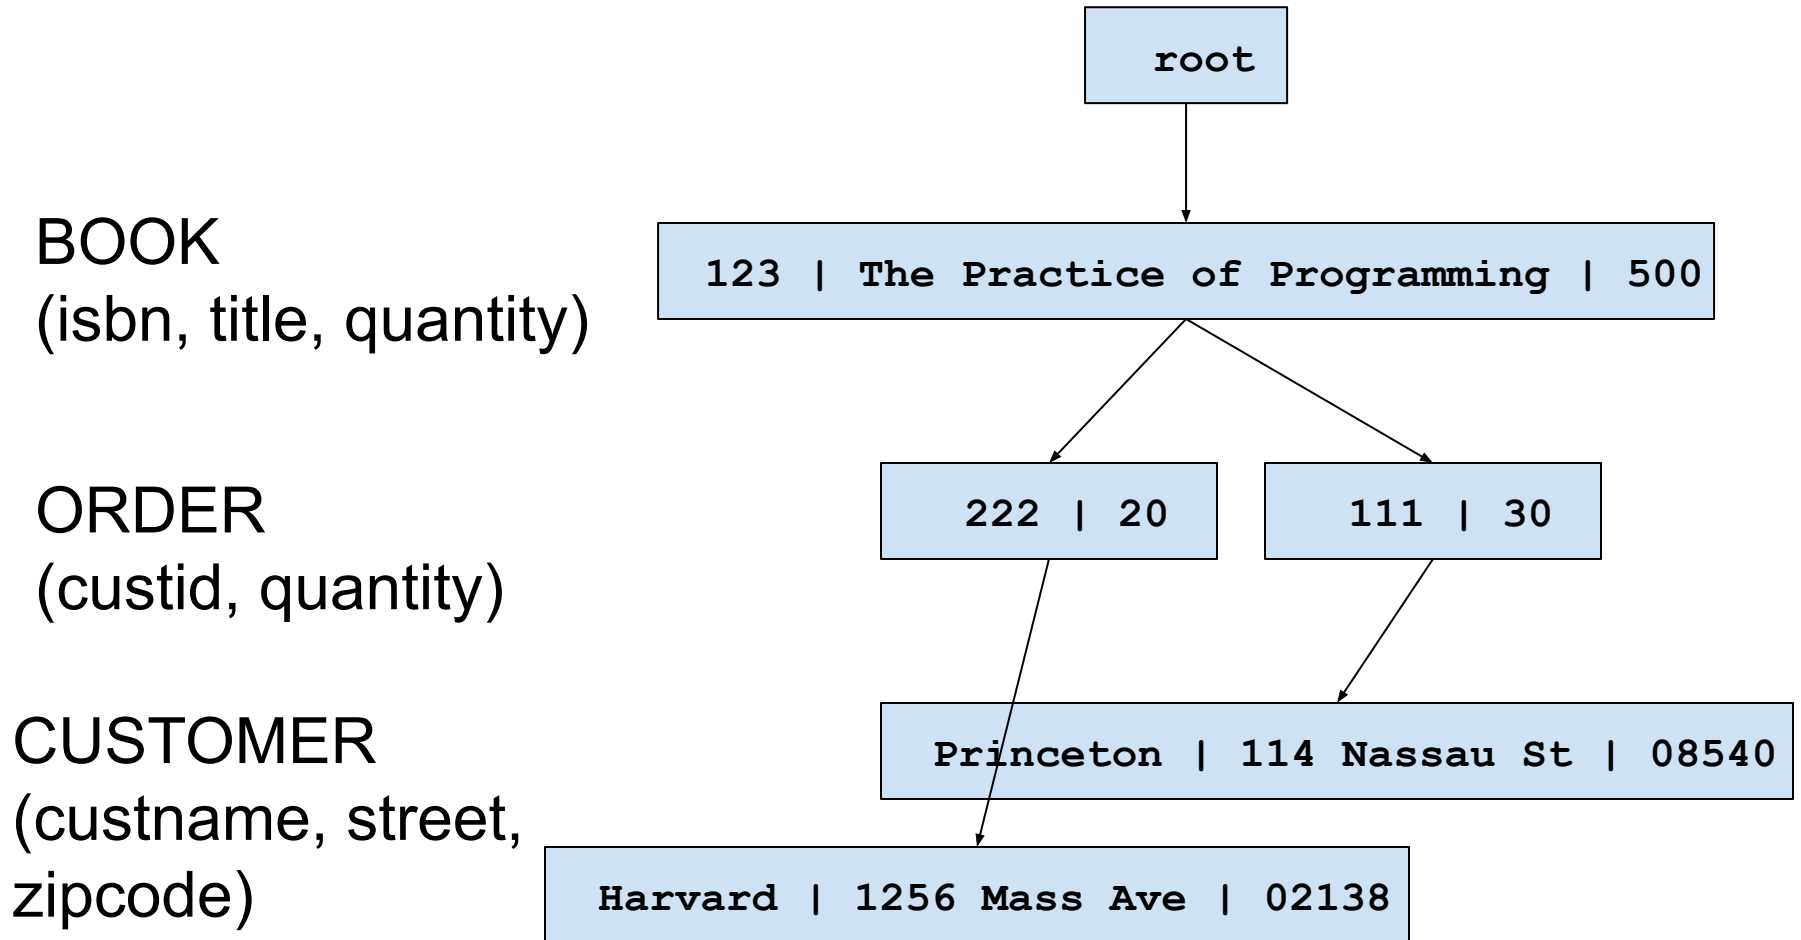 root
BOOK
(isbn, title, quantity)
123 | The Practice of Programming | 500
ORDER
(custid, quantity)
222 | 20
111 | 30
CUSTOMER
(custname, street,
zipcode)
Princeton | 114 Nassau St | 08540
Harvard | 1256 Mass Ave | 02138